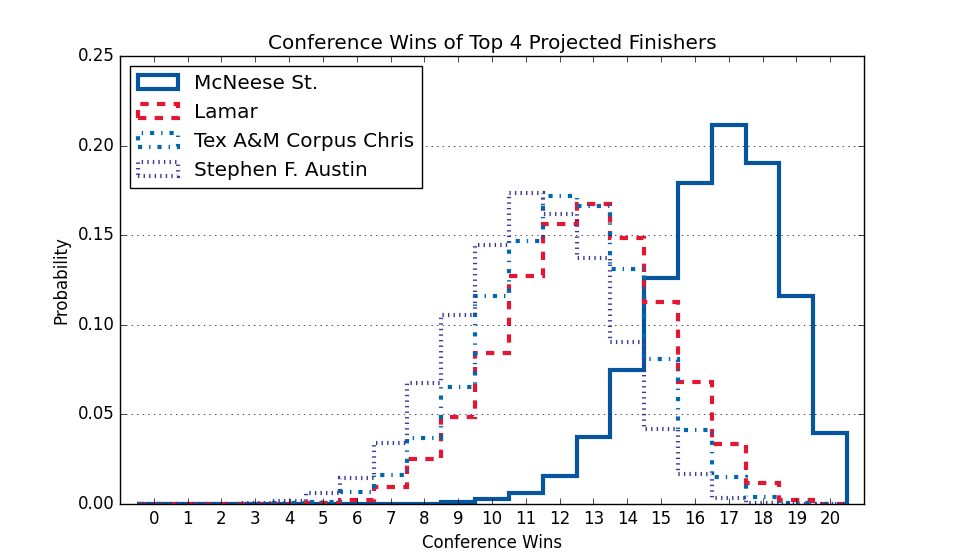 Conference Wins of Top 4 Projected Finishers
0.25
0.20
0.15
0.10
0.05
0.00
Probability
McNeese St.
Lamar
Tex A&M Corpus Chris
Stephen F. Austin
0 1 2 3 4 5 6 7 8 9 10 11 12 13 14 15 16 17 18 19 20
Conference Wins